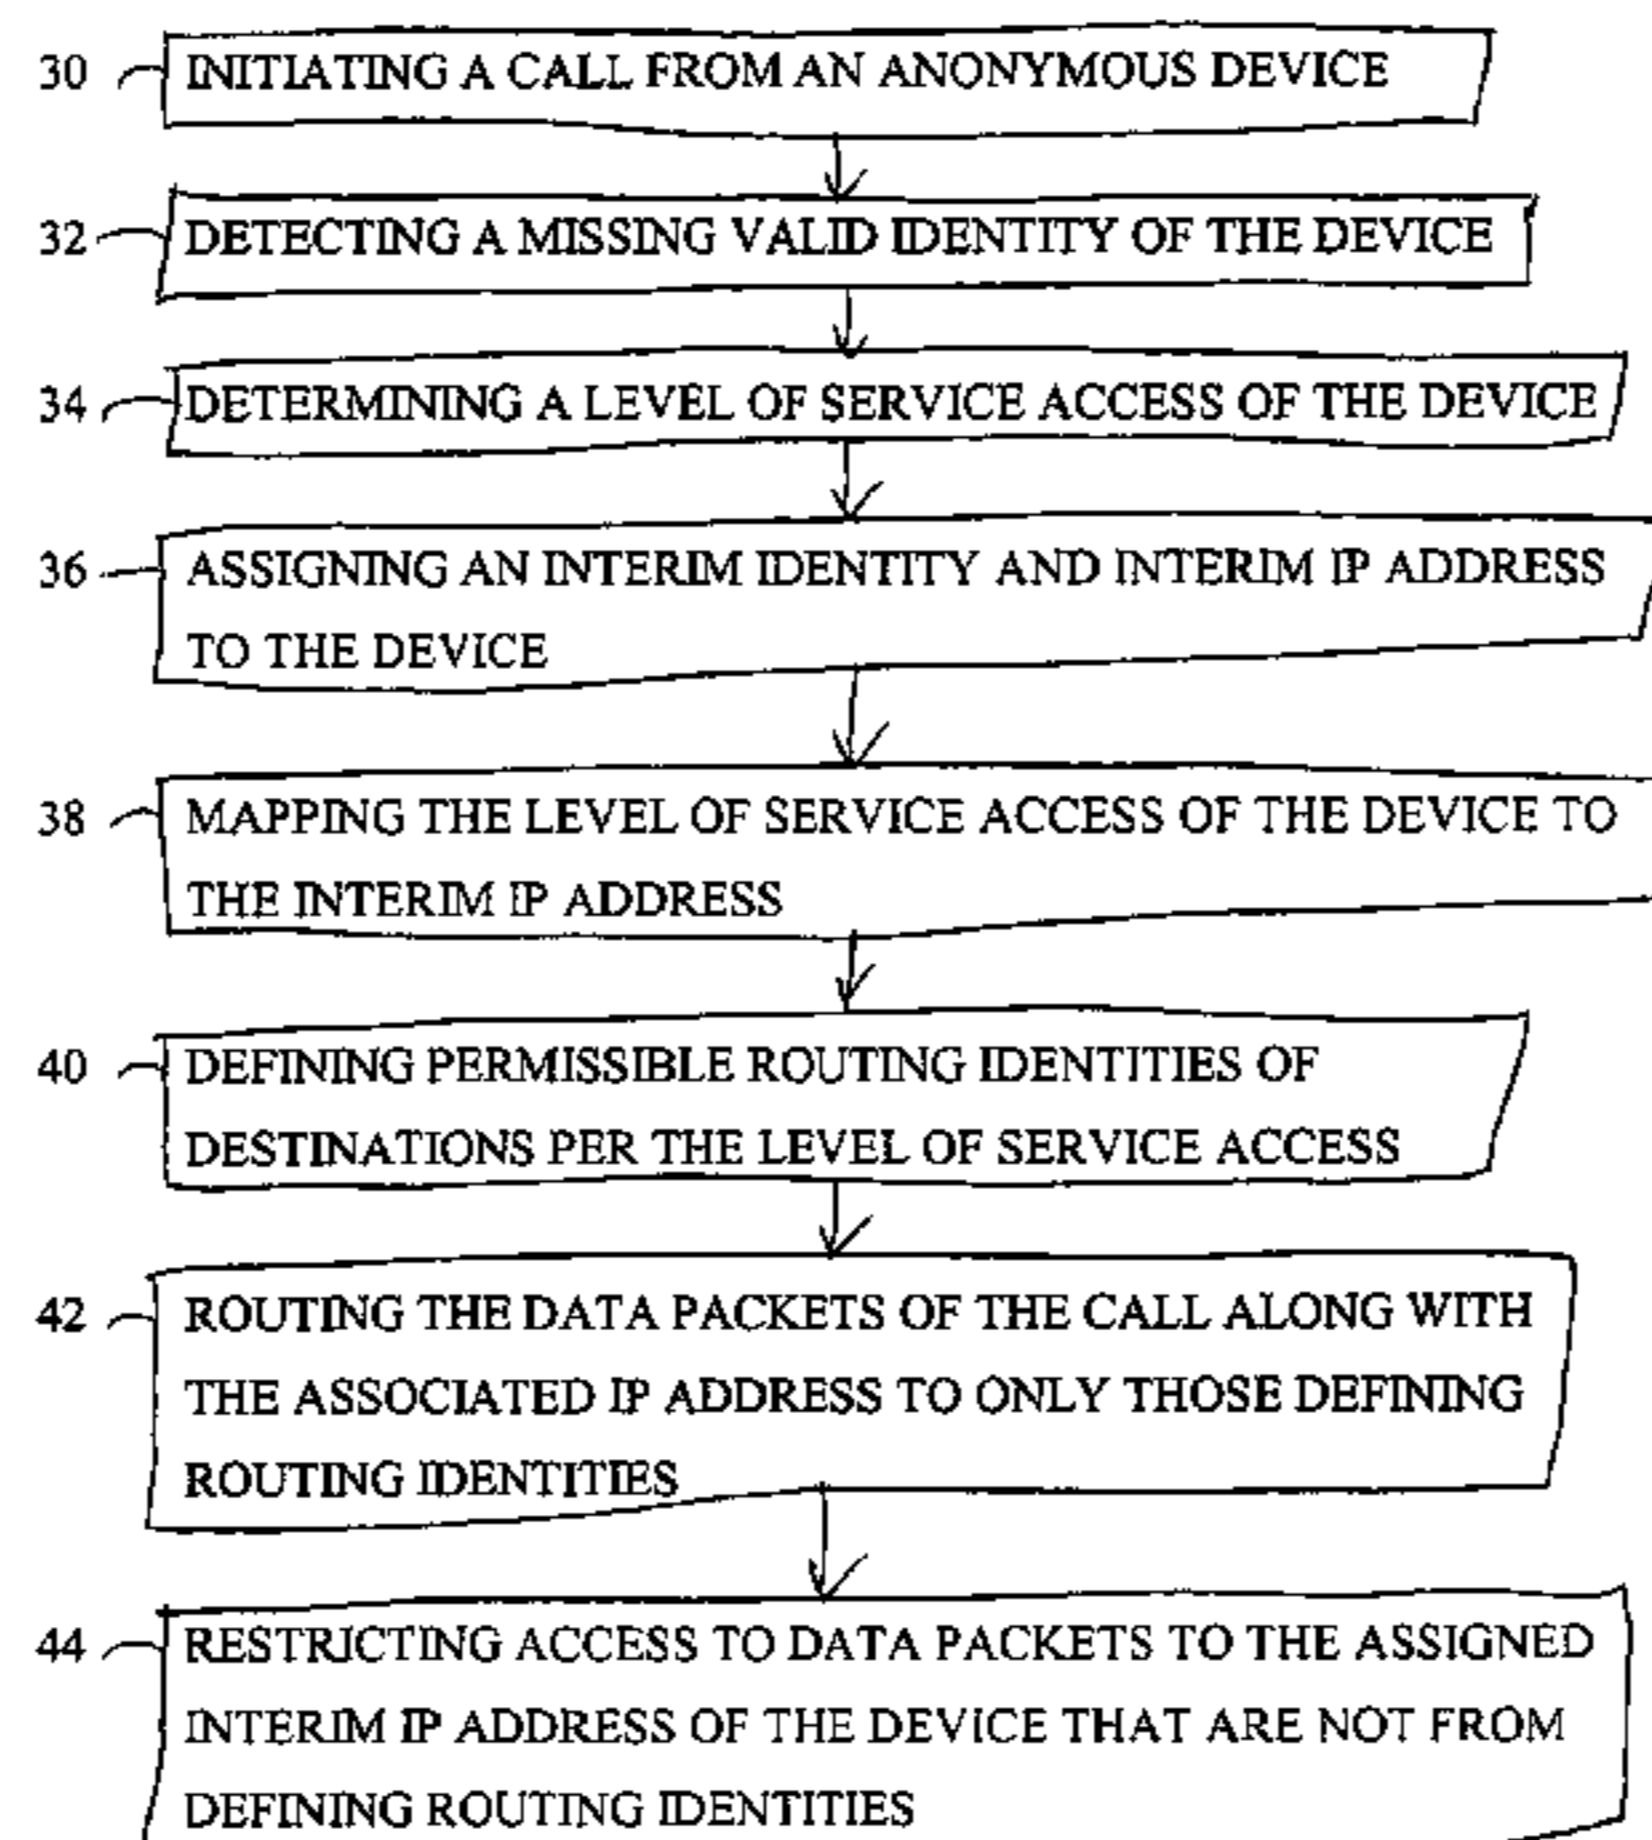 30 INITIATING A CALL FROM AN ANONYMOUS DEVICE
32 DETECTING A MISSING VALID IDENTITY OF THE DEVICE
34 DETERMINING A LEVEL OF SERVICE ACCESS OF THE DEVICE
36 ASSIGNING AN INTERIM IDENTITY AND INTERIM IP ADDRESS
TO THE DEVICE
38 MAPPING THE LEVEL OF SERVICE ACCESS OF THE DEVICE TO
THE INTERIM IP ADDRESS
40 DEFINING PERMISSIBLE ROUTING IDENTITIES OF
DESTINATIONS PER THE LEVEL OF SERVICE ACCESS
42 ROUTING THE DATA PACKETS OF THE CALL ALONG WITH
THE ASSOCIATED IP ADDRESS TO ONLY THOSE DEFINING
ROUTING IDENTITIES
44 RESTRICTING ACCESS TO DATA PACKETS TO THE ASSIGNED
INTERIM IP ADDRESS OF THE DEVICE THAT ARE NOT FROM
DEFINING ROUTING IDENTITIES